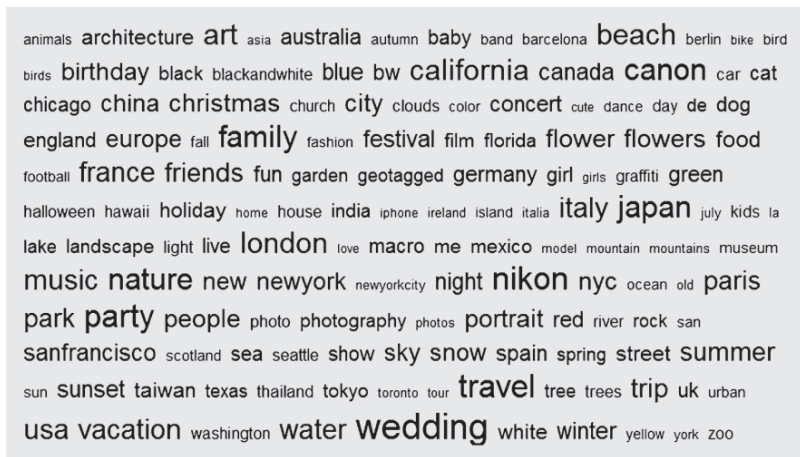 animals architecture art asia australia autumn baby band barcelona beach berlin bike bird
birds birthday black blackandwhite blue bw california canada canon car cat
chicago china christmas church city clouds color concert cute dance day de dog
england europe fall family fashion festival film florida flower flowers food
football france friends fun garden geotagged germany girl girls graffiti green
halloween hawaii holiday home house india iphone ireland island italia italy japan july kids la
lake landscape light live london love macro me mexico model mountain mountains museum
music nature new newyork newyorkcity night nikon nyc ocean old paris
park party people photo photography photos portrait red river rock san
sanfrancisco scotland sea seattle show sky snow spain spring street summer
sun sunset taiwan texas thailand tokyo toronto tour travel tree trees trip uk urban
usa vacation washington water wedding white winter yellow york zoo